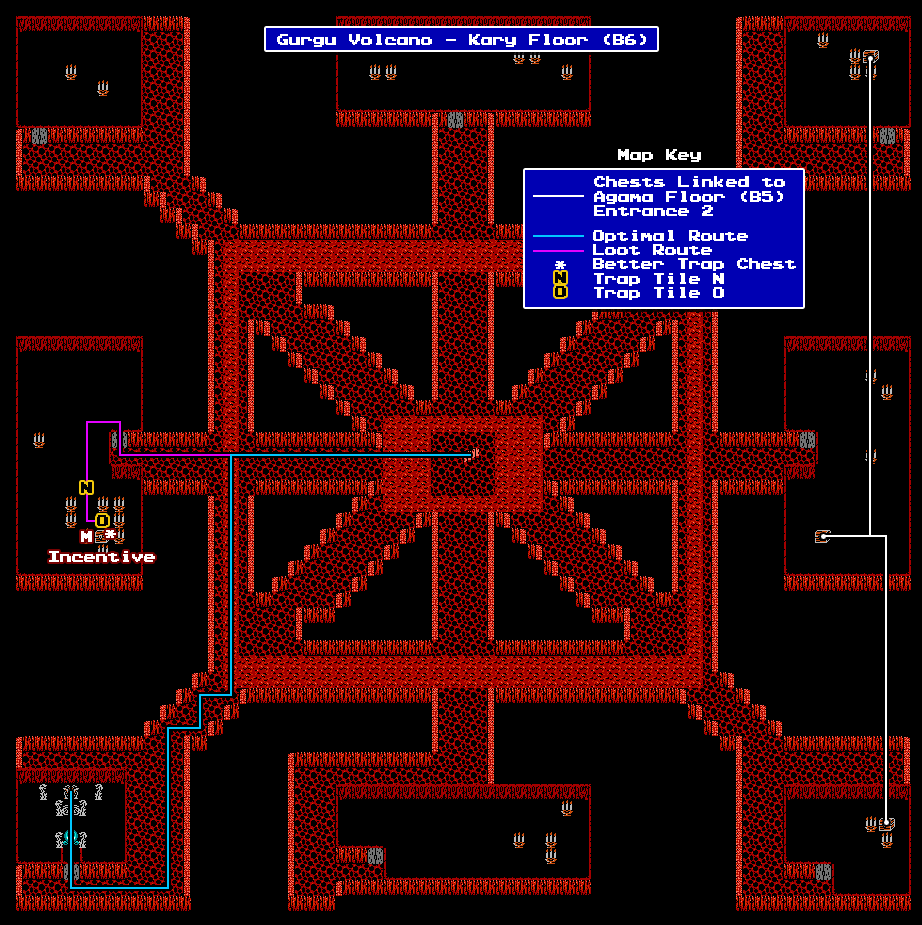 Gurgu Volcano - Kary Floor (B6)
Map Key
Chests Linked to
Agama Floor (B5)
Entrance 2
Optimal Route
Loot Route
* Better Trap Chest
N Trap Tile N
O Trap Tile O
N
O
M *
Incentive